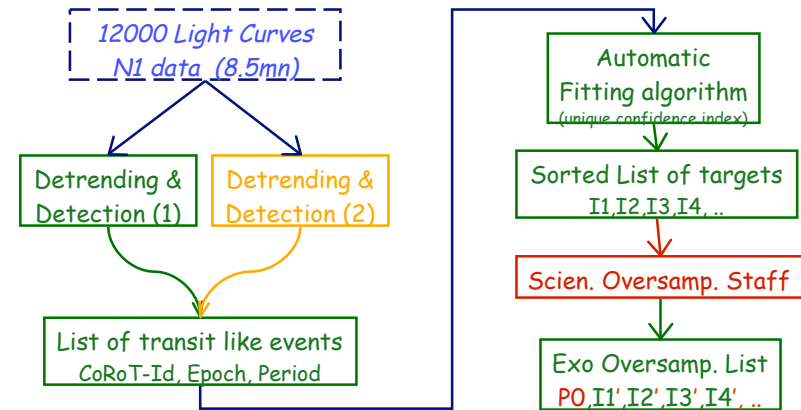 12000 Light Curves
N1 data (8.5mn)
Detrending &
Detection (1)
Detrending &
Detection (2)
List of transit like events
CoRoT-Id, Epoch, Period
Automatic
Fitting algorithm
(unique confidence index)
Sorted List of targets
I1,I2,I3,I4, ..
Scien. Oversamp. Staff
Exo Oversamp. List
P0,I1',I2',I3',I4', ..